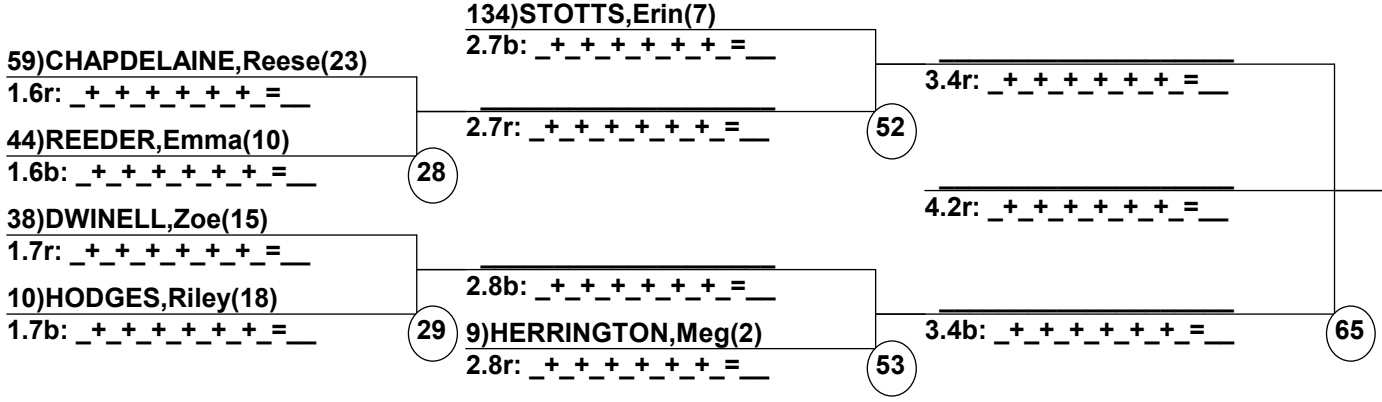 134)STOTTS,Erin(7)
2.7b: _+_+_+_+_+_=__
59)CHAPDELAINE,Reese(23)
1.6r: _+_+_+_+_+_=__
3.4r: _+_+_+_+_+_=__
2.7r: _+_+_+_+_+_=__
52
44)REEDER,Emma(10)
1.6b: _+_+_+_+_+_=__
28
38)DWINELL,Zoe(15)
1.7r: _+_+_+_+_+_=__
4.2r: _+_+_+_+_+_=__
10)HODGES,Riley(18)
1.7b: _+_+_+_+_+_=__
29
2.8b: _+_+_+_+_+_=__
9)HERRINGTON,Meg(2)
2.8r: _+_+_+_+_+_=__
53
3.4b: _+_+_+_+_+_=__
65